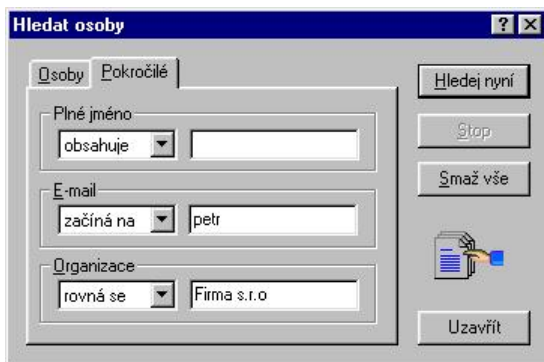 Hledat osoby
Osoby Pokročilé
Hledej nyní
Plné jméno
obsahuje
Stop
Smaž vše
E-mail
začíná na petr
Organizace
rovná se Firma s.r.o
Uzavřít